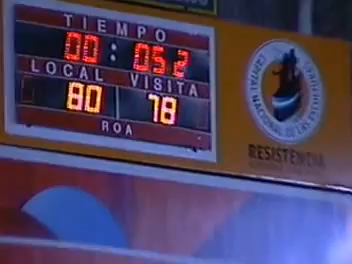 TIEMPO
00:05 2
LOCAL VISITA
80 78
ROA
RESISTENCIA